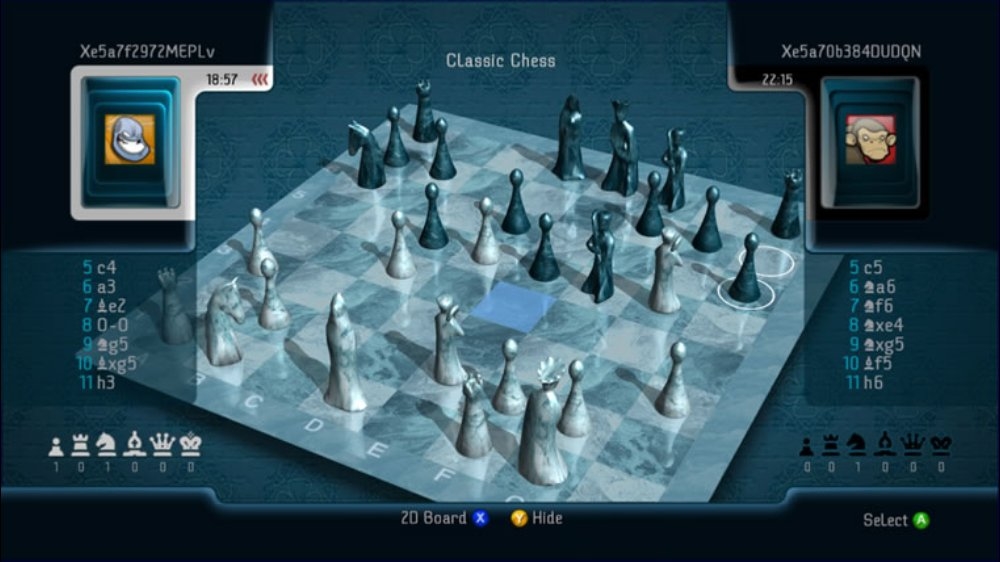 Xe5a7f2972MEPLv
Classic Chess
Xe5a70b384DUDQN
18:57
22:15
5 c4
6 a3
7 e2
8 0-0
9 g5
10 xg5
11 h3
5 c5
6 a6
7 f6
8 xe4
9 xg5
10 f5
11 h6
1 0 1 0 0 0
0 0 1 0 0 0
B
C
D
E
F
G
2D Board X
Y Hide
Select A